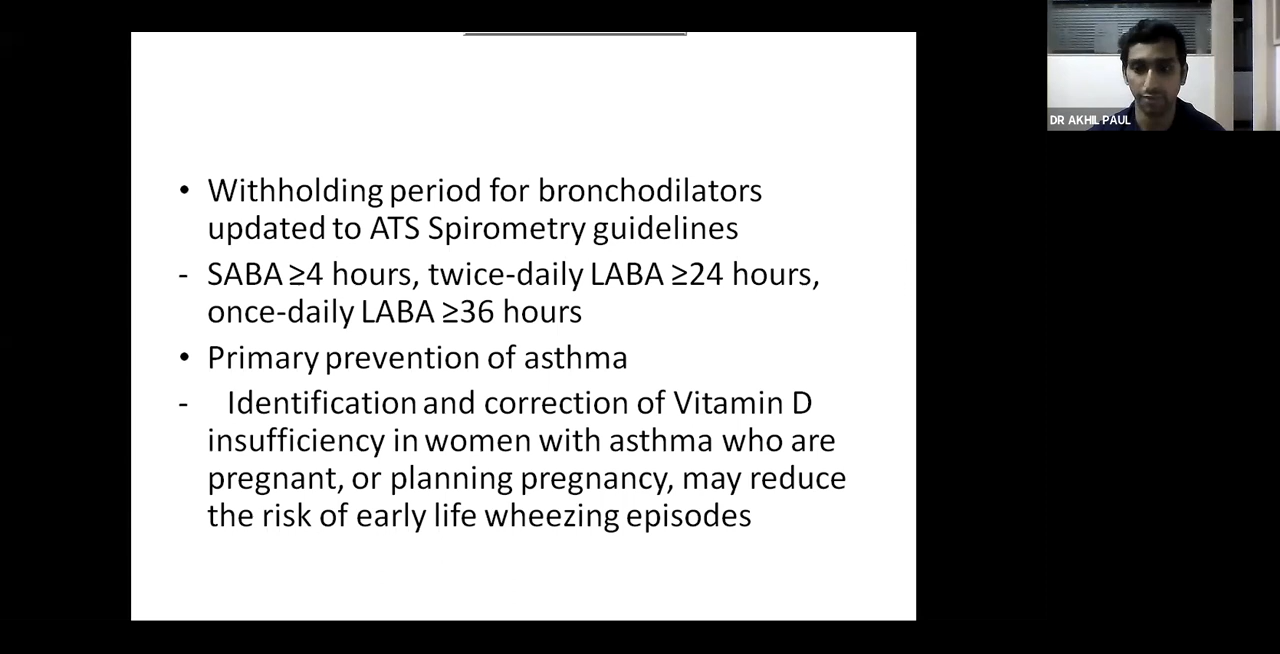 • Withholding period for bronchodilators
updated to ATS Spirometry guidelines
- SABA ≥4 hours, twice-daily LABA ≥24 hours,
once-daily LABA ≥36 hours
• Primary prevention of asthma
- Identification and correction of Vitamin D
insufficiency in women with asthma who are
pregnant, or planning pregnancy, may reduce
the risk of early life wheezing episodes
DR AKHIL PAUL